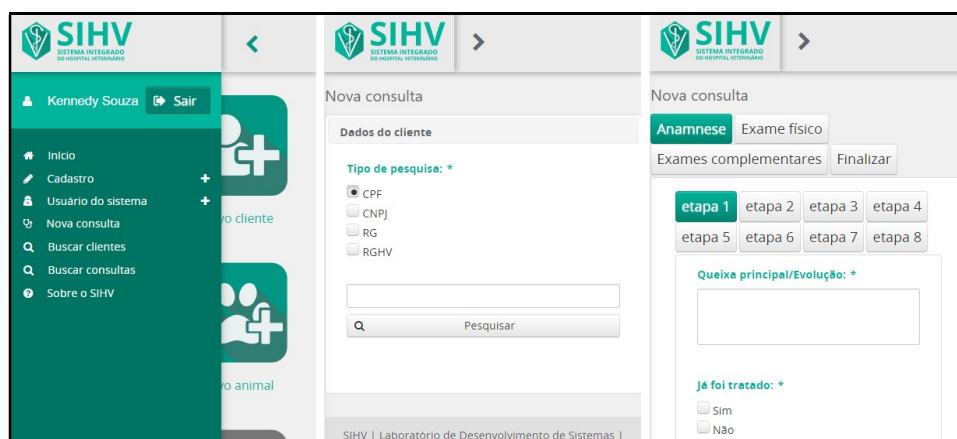 SIHV
SISTEMA INTEGRADO
DO HOSPITAL VETERINÁRIO
Kennedy Souza
Sair
Início
Cadastro
Usuário do sistema
Nova consulta
Buscar clientes
Buscar consultas
Sobre o SIHV
vo cliente
vo animal
SIHV
SISTEMA INTEGRADO
DO HOSPITAL VETERINÁRIO
Nova consulta
Dados do cliente
Tipo de pesquisa: *
CPF
CNPJ
RG
RGHV
Pesquisar
SIHV | Laboratório de Desenvolvimento de Sistemas |
SIHV
SISTEMA INTEGRADO
DO HOSPITAL VETERINÁRIO
Nova consulta
Anamnese Exame físico
Exames complementares Finalizar
etapa 1 etapa 2 etapa 3 etapa 4
etapa 5 etapa 6 etapa 7 etapa 8
Queixa principal/Evolução: *
Já foi tratado: *
Sim
Não